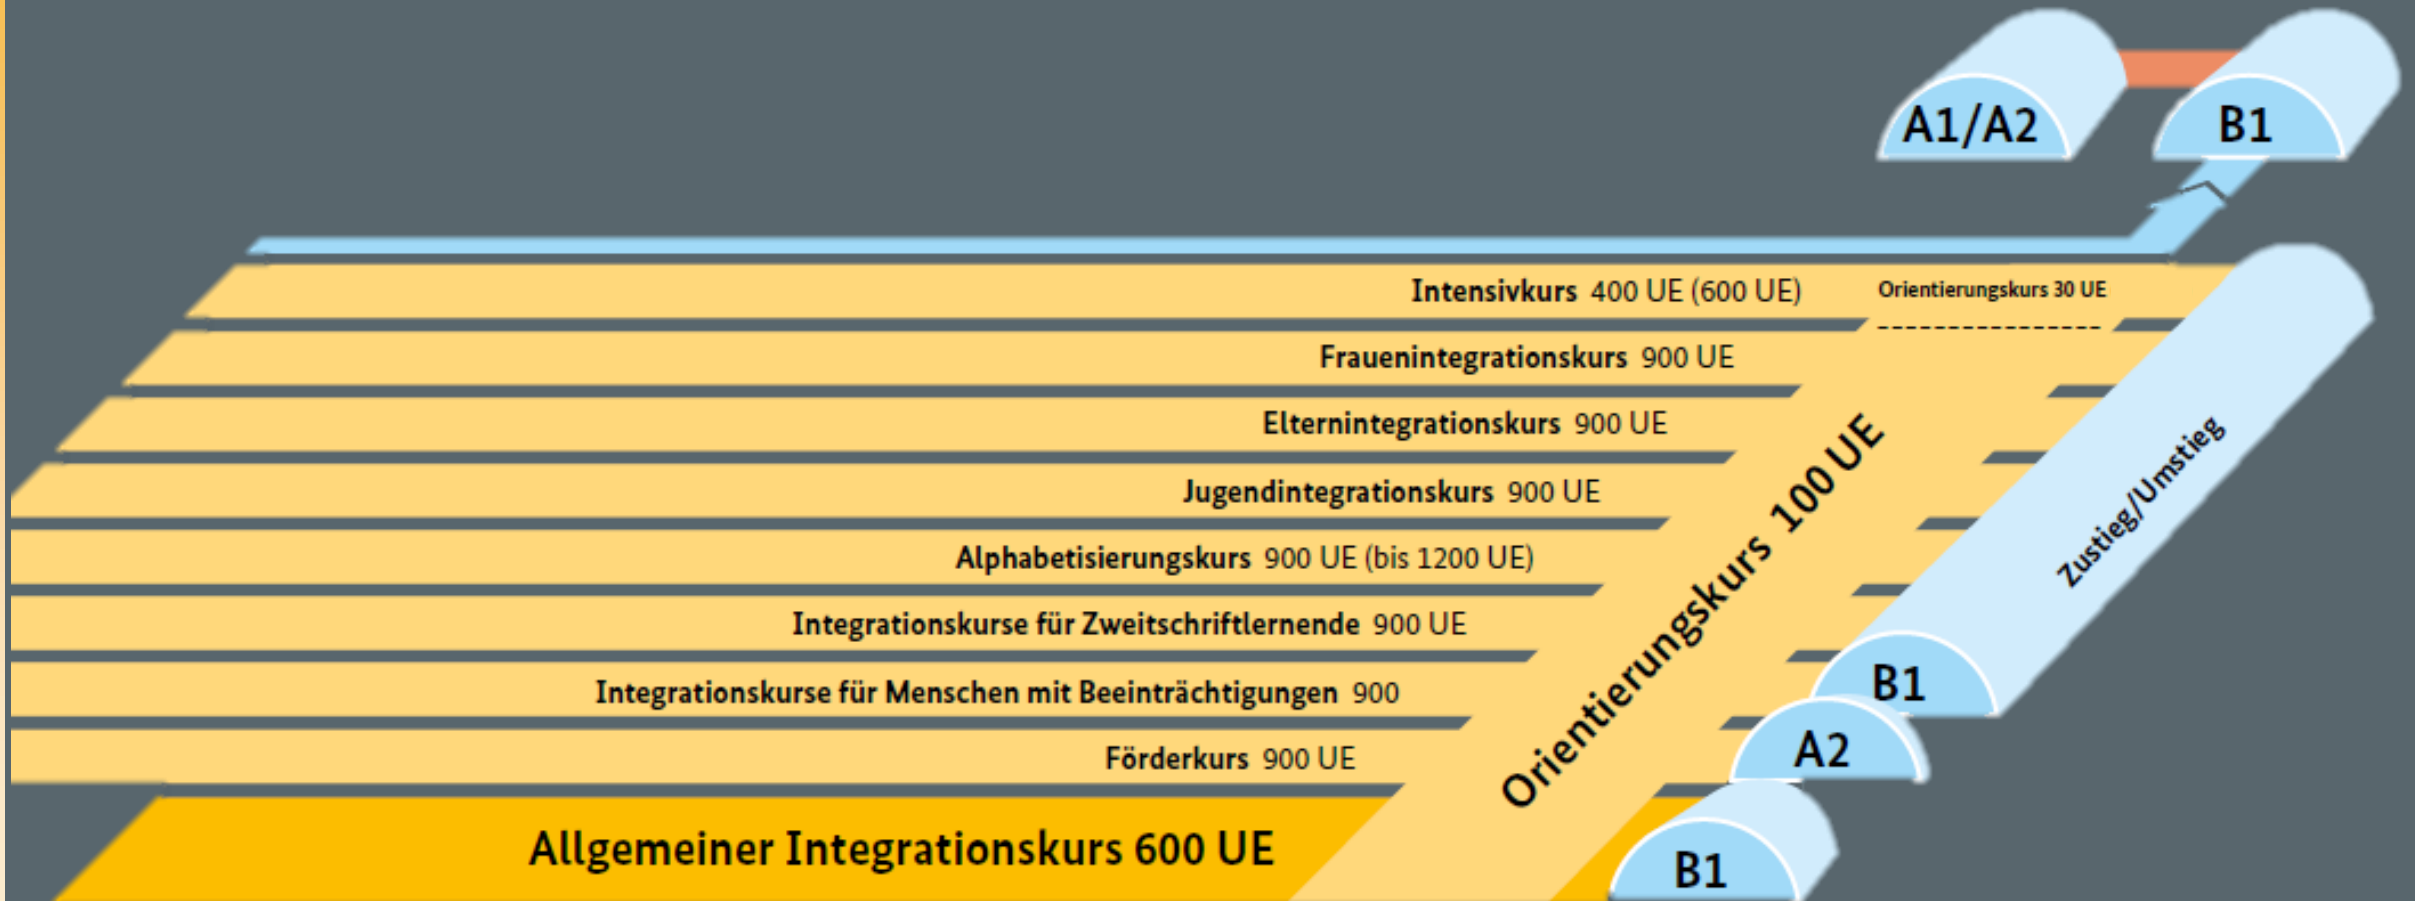 A1/A2
B1
Intensivkurs 400 UE (600 UE)
Orientierungskurs 30 UE
Frauenintegrationskurs 900 UE
Elternintegrationskurs 900 UE
Jugendintegrationskurs 900 UE
Alphabetisierungskurs 900 UE (bis 1200 UE)
Integrationskurse für Zweitschriftlernende 900 UE
Integrationskurse für Menschen mit Beeinträchtigungen 900
Förderkurs 900 UE
Allgemeiner Integrationskurs 600 UE
Orientierungskurs 100 UE
Zustieg/Umstieg
B1
A2
B1